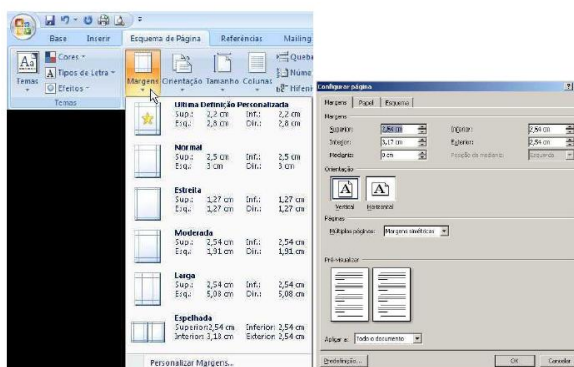 Base Inserir Esquema de Página Referências Mailing
Cores
Tipos de Letra
Efeitos
Temas
Margens Orientação Tamanho Colunas
Temas
Última Definição Personalizada
Sup.: 2,2 cm Inf.: 2,2 cm
Esq.: 2,8 cm Dir.: 2,8 cm
Normal
Sup.: 2,5 cm Inf.: 2,5 cm
Esq.: 3 cm Dir.: 3 cm
Estreita
Sup.: 1,27 cm Inf.: 1,27 cm
Esq.: 1,27 cm Dir.: 1,27 cm
Moderada
Sup.: 2,54 cm Inf.: 2,54 cm
Esq.: 1,91 cm Dir.: 1,91 cm
Larga
Sup.: 2,54 cm Inf.: 2,54 cm
Esq.: 5,08 cm Dir.: 5,08 cm
Espelhada
Superior: 2,54 cm Inferior: 2,54 cm
Interior: 3,18 cm Exterior: 2,54 cm
Personalizar Margens...
Configurar página
Margens Papel Esquema
Margens
Superior: 2,54 cm Inferior: 2,54 cm
Interior: 3,17 cm Exterior: 2,54 cm
Medianiz: 0 cm Posição da medianiz: Esquerda
Orientação
Vertical Horizontal
Páginas
Múltiplas páginas: Margens simétricas
Pré-visualizar
Aplicar a: Todo o documento
Predefinição... OK Cancelar